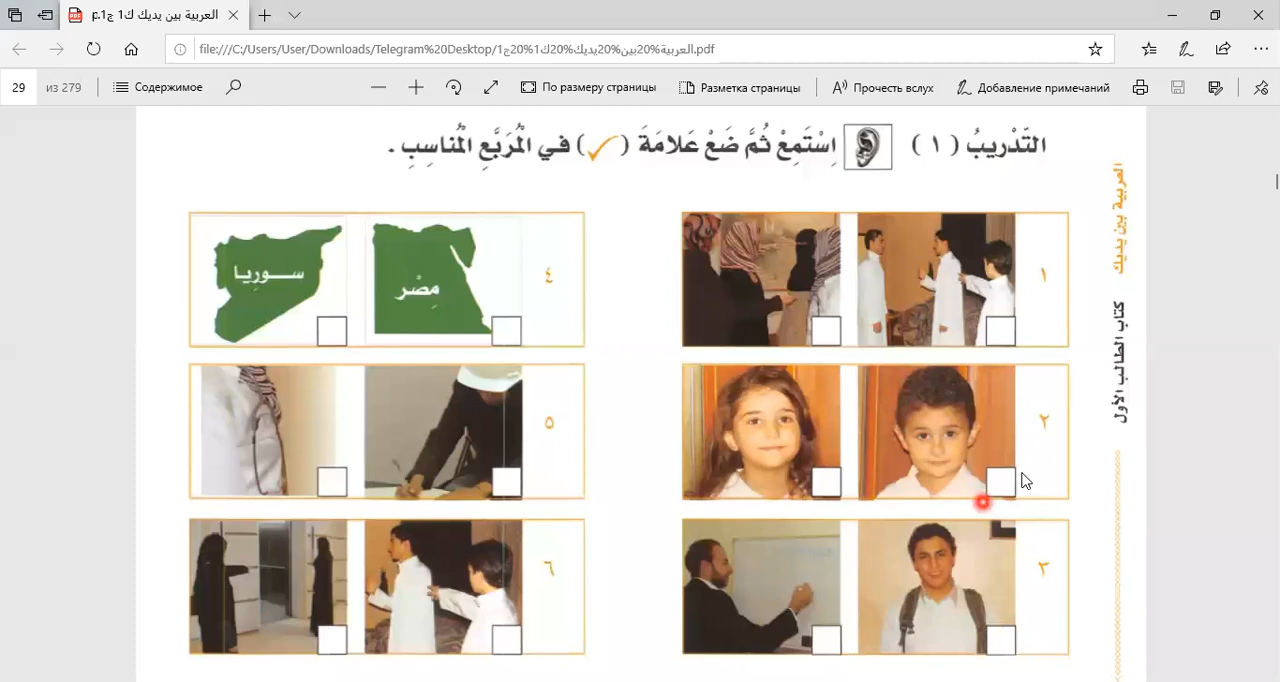 العربية بين يديك ك1 ج1.p
file:///C:/Users/User/Downloads/Telegram%20Desktop/العربية%20بين%20يديك%20ك1%20ج1.pdf
29 из 279 Содержимое По размеру страницы Разметка страницы Прочесть вслух Добавление примечаний
التَّدْرِيبُ ( ١ ) اِسْتَمِعْ ثُمَّ ضَعْ عَلامَةَ ( ✓ ) في الْمُرَبَّعِ الْمُناسِبِ .
العربية بين يديك
كتاب الطالب الأول
١
٢
٣
٤
مِصْر
سـوريا
٥
٦